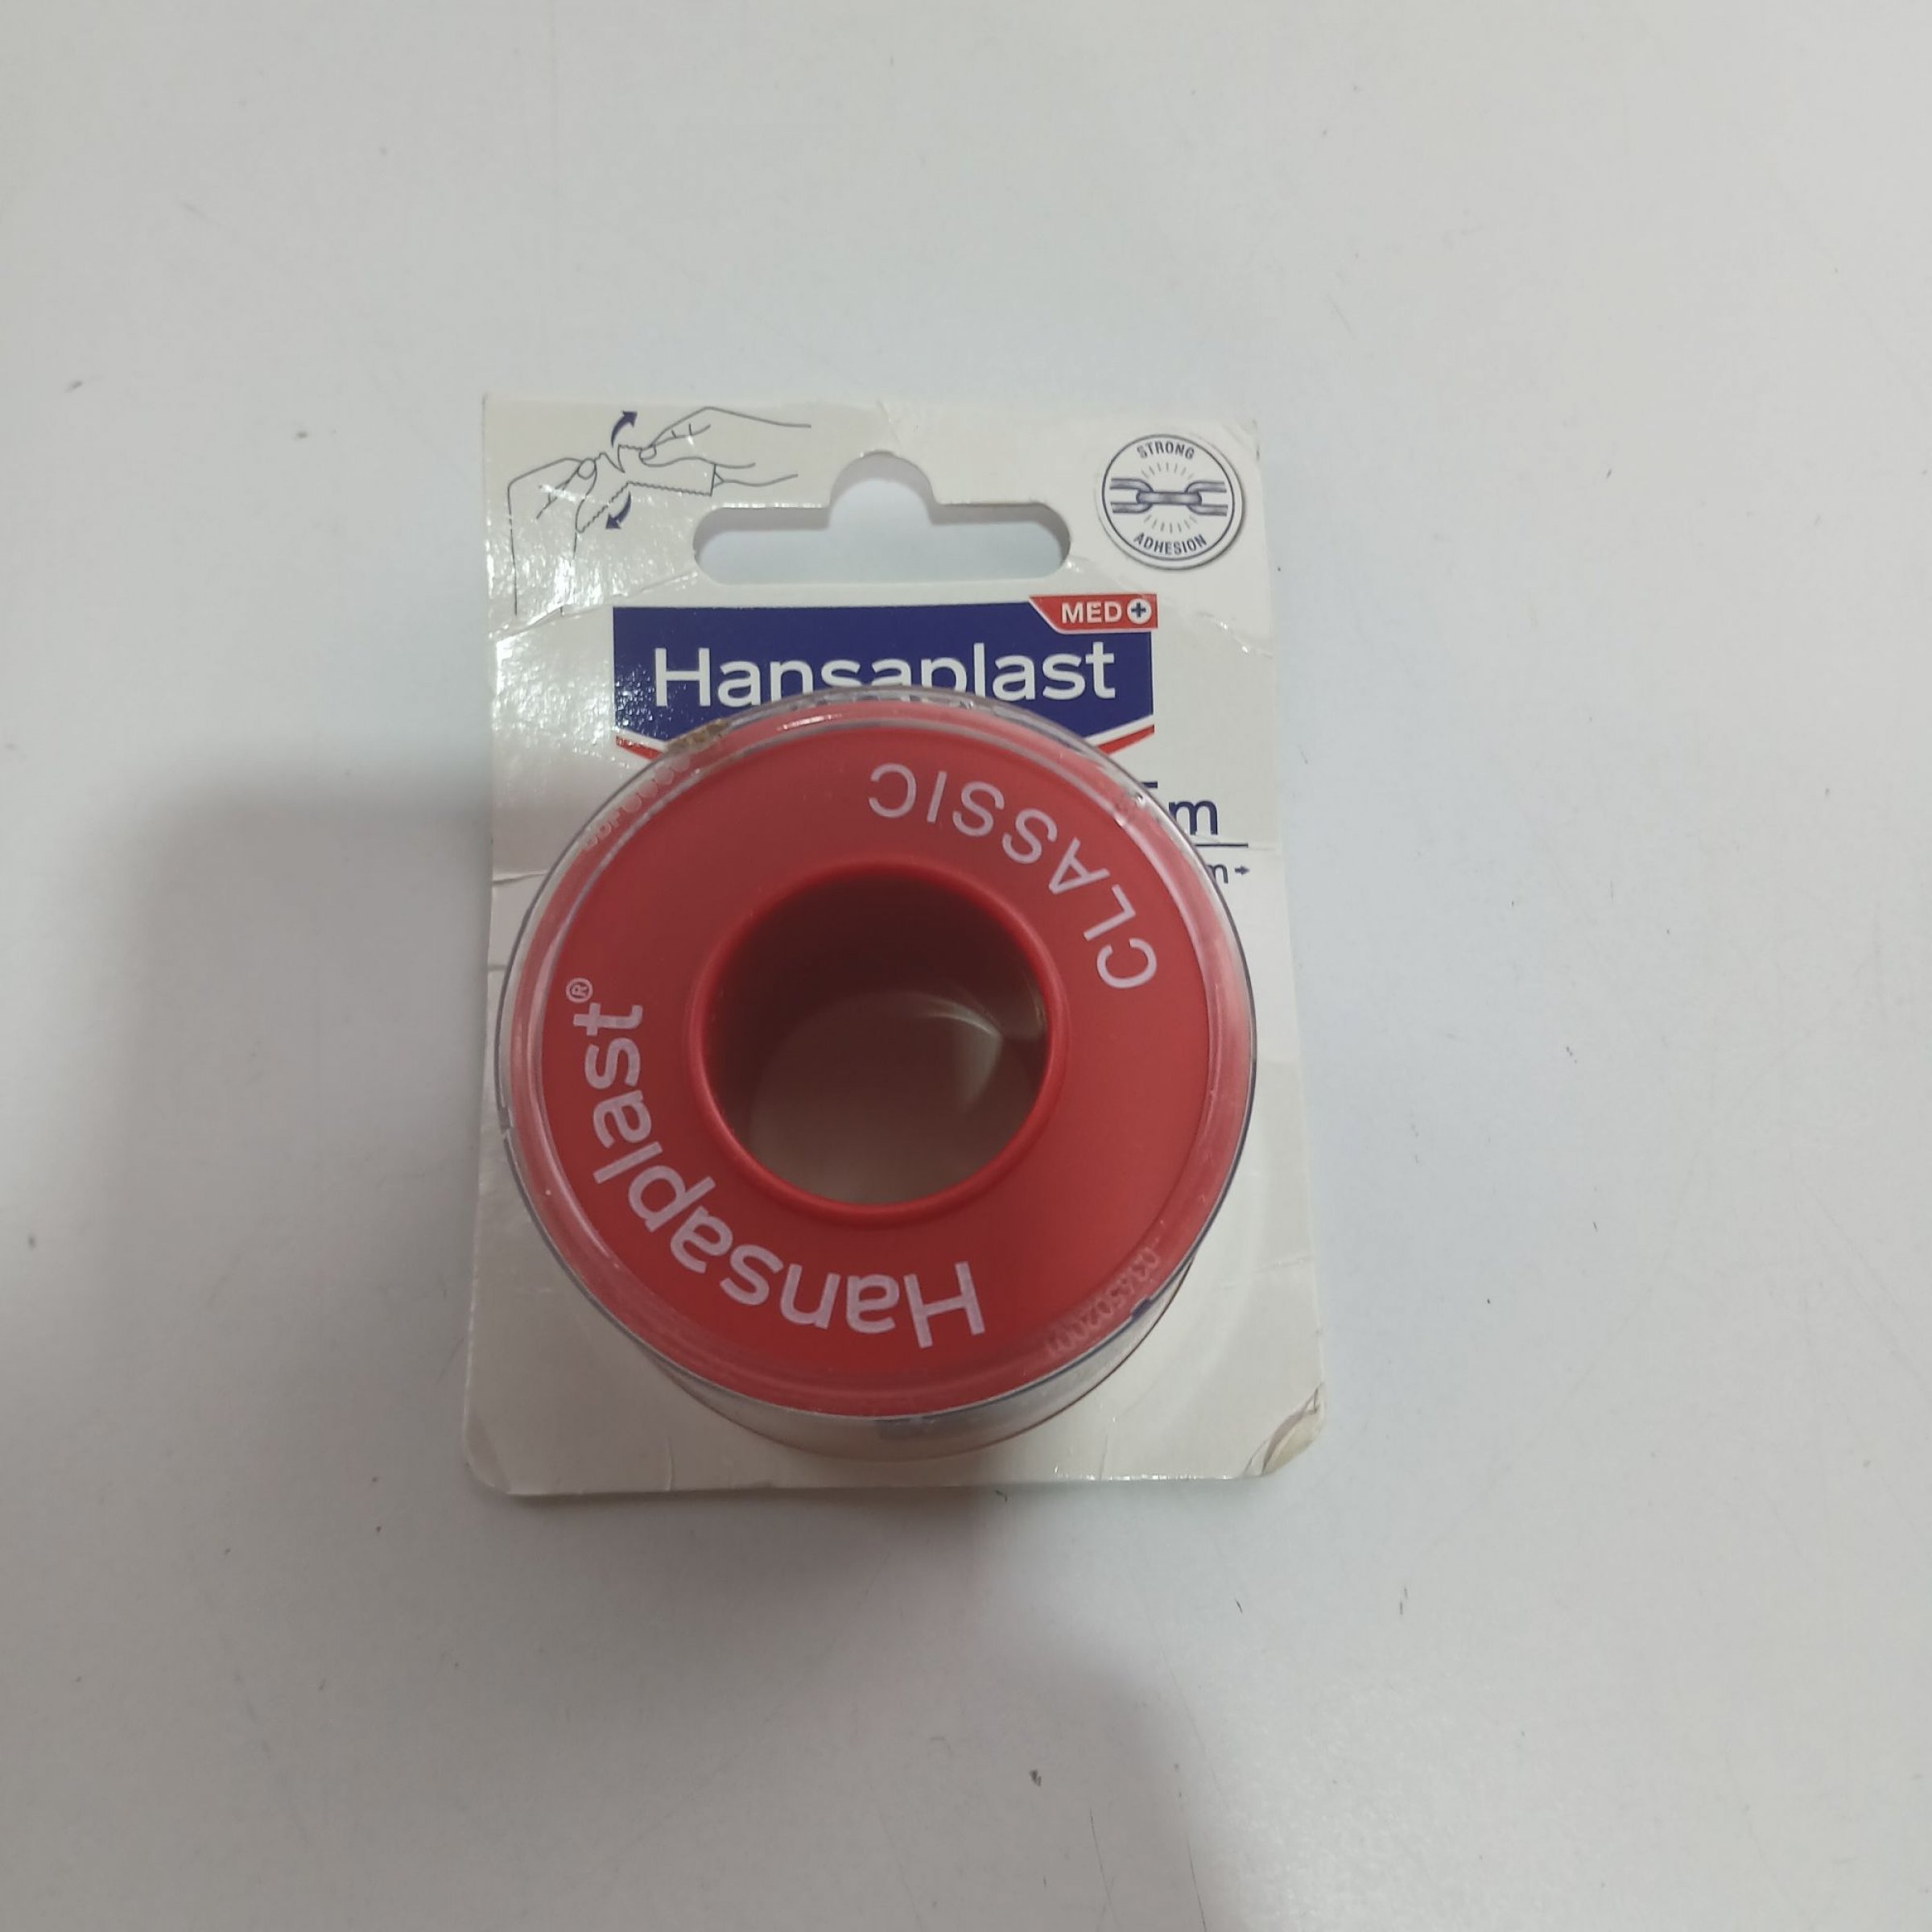 STRONG
ADHESION
MED
Hansaplast
m
m
CLASSIC
Hansaplast®